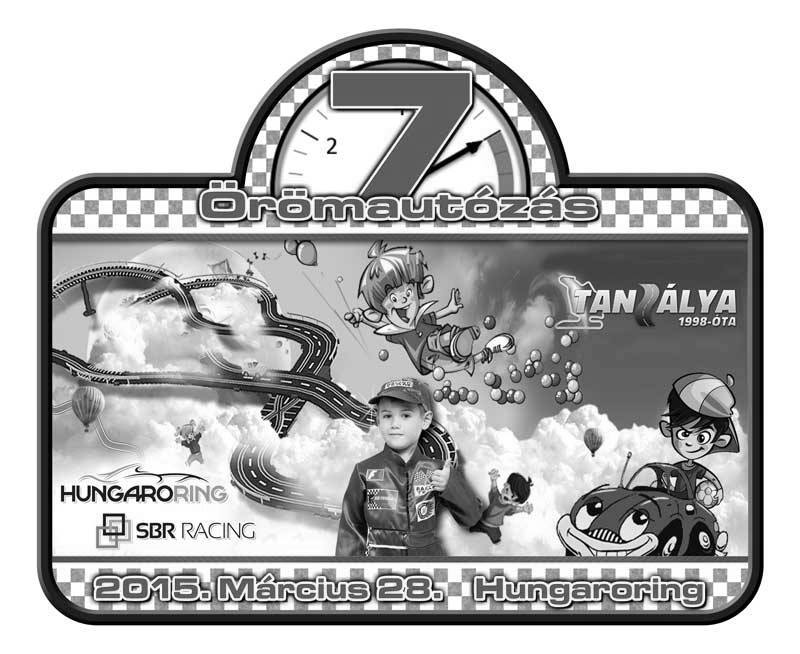 7
2
Örömautózás
TANPÁLYA
1998-ÓTA
HUNGARORING
SBR RACING
2015. Március 28. Hungaroring